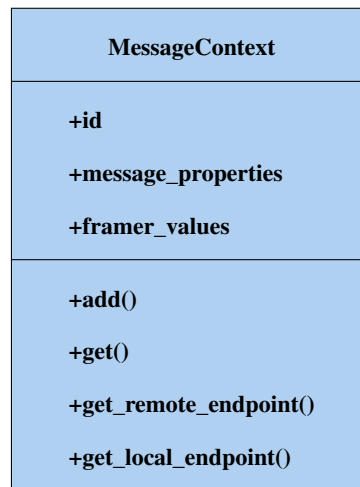 MessageContext
+id
+message_properties
+framer_values
+add()
+get()
+get_remote_endpoint()
+get_local_endpoint()